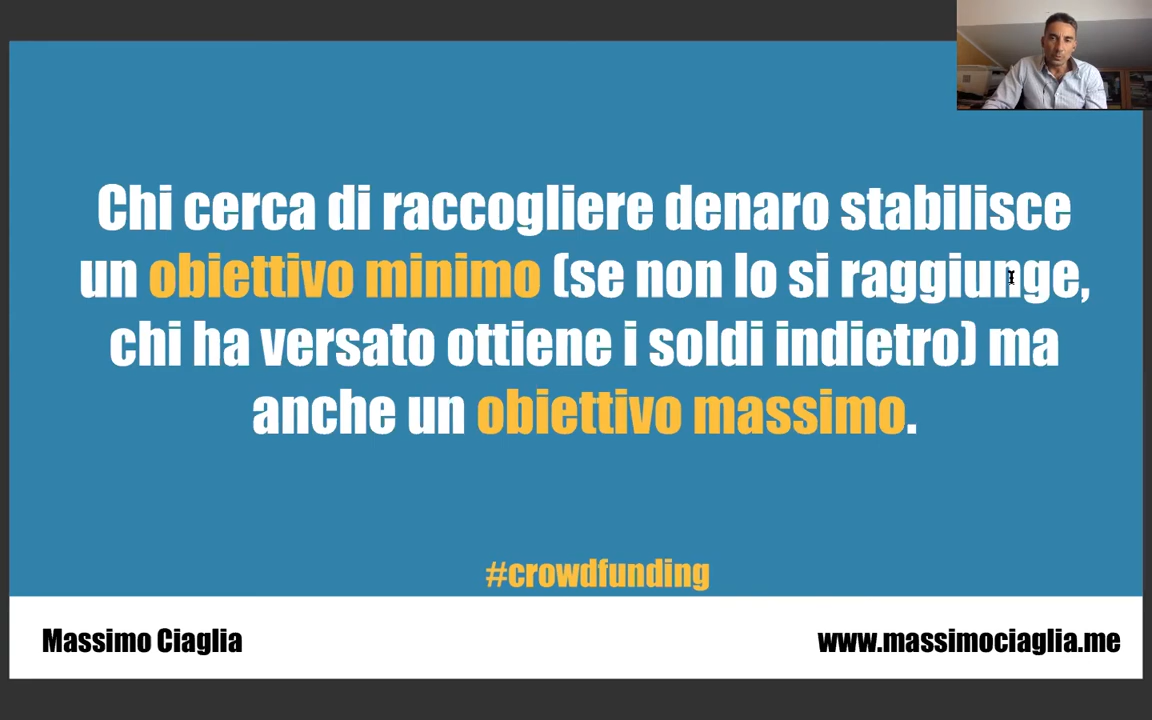 Chi cerca di raccogliere denaro stabilisce
un obiettivo minimo (se non lo si raggiunge,
chi ha versato ottiene i soldi indietro) ma
anche un obiettivo massimo.
#crowdfunding
Massimo Ciaglia
www.massimociaglia.me